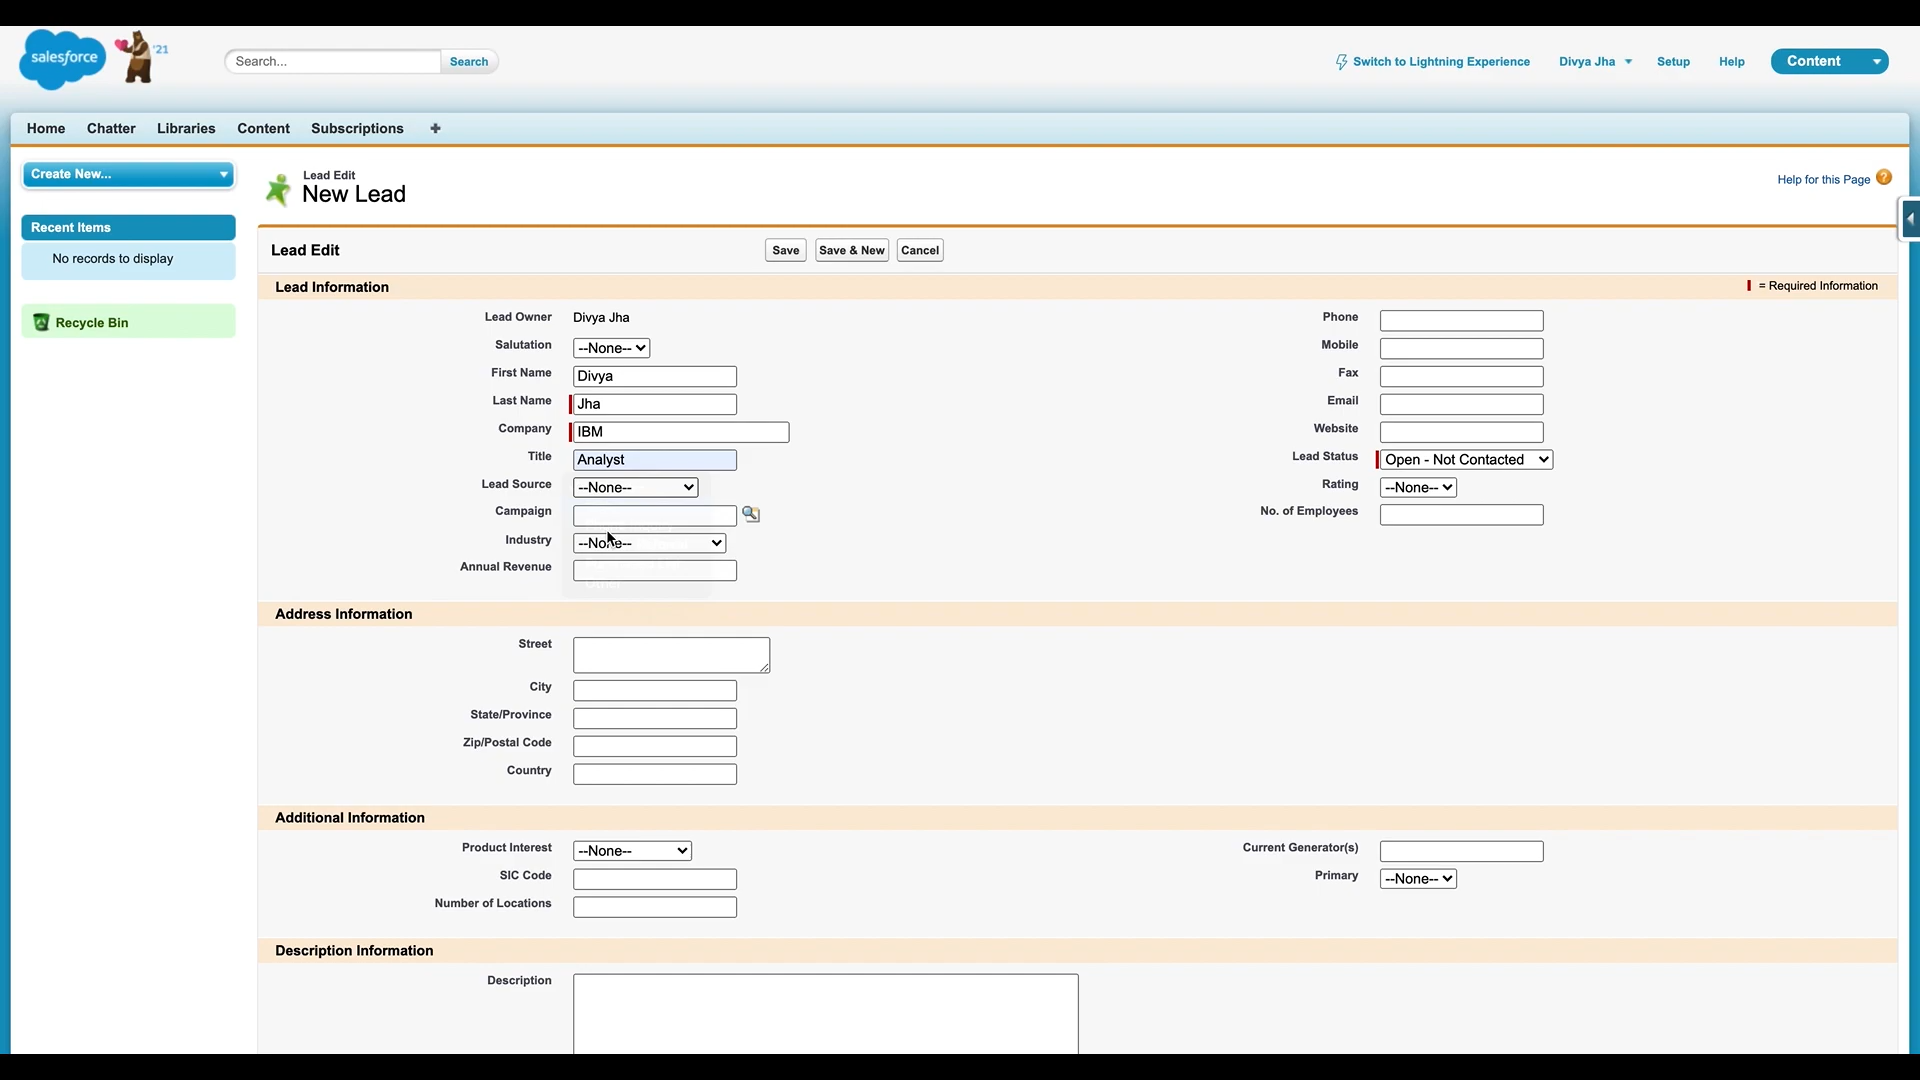 salesforce
'21
Search...
Search
Switch to Lightning Experience
Divya Jha
Setup
Help
Content
Home
Chatter
Libraries
Content
Subscriptions
Create New...
Recent Items
No records to display
Recycle Bin
Lead Edit
New Lead
Help for this Page
?
Lead Edit
Save
Save & New
Cancel
Lead Information
= Required Information
Lead Owner
Divya Jha
Salutation
--None--
First Name
Divya
Last Name
Jha
Company
IBM
Title
Analyst
Lead Source
--None--
Campaign
Industry
--None--
Annual Revenue
Phone
Mobile
Fax
Email
Website
Lead Status
Open - Not Contacted
Rating
--None--
No. of Employees
Address Information
Street
City
State/Province
Zip/Postal Code
Country
Additional Information
Product Interest
--None--
SIC Code
Number of Locations
Current Generator(s)
Primary
--None--
Description Information
Description